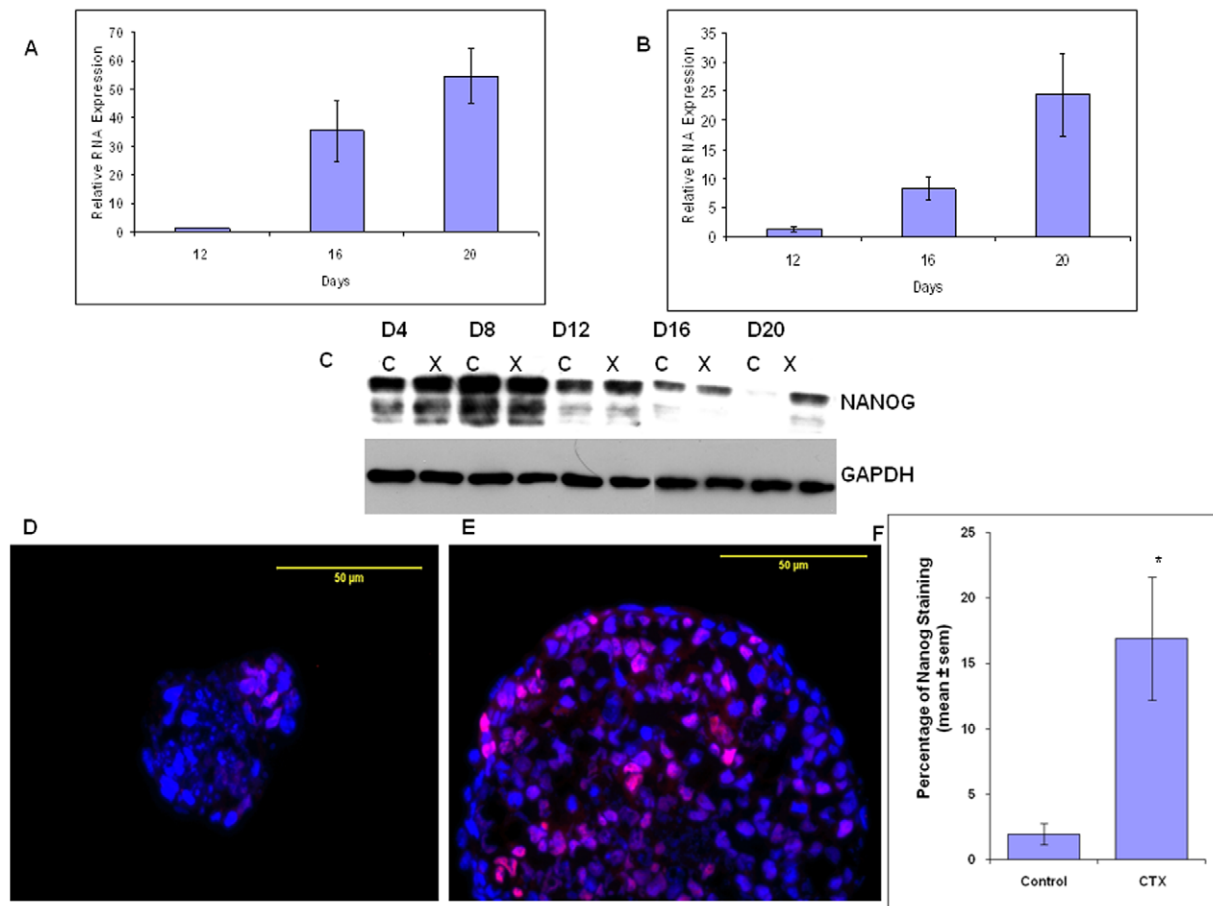 A
Relative RNA Expression
70
60
50
40
30
20
10
0
12 16 20
Days
B
Relative RNA Expression
35
30
25
20
15
10
5
0
12 16 20
Days
C
D4 D8 D12 D16 D20
C X C X C X C X C X
NANOG
GAPDH
D
50 µm
E
50 µm
F
Percentage of Nanog Staining
(mean ± sem)
25
20
15
10
5
0
*
Control CTX